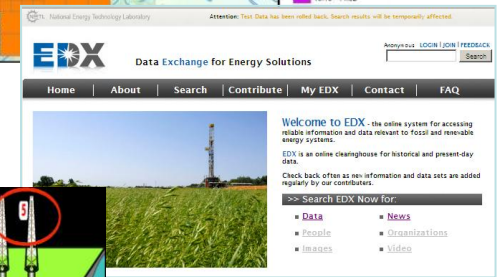 NETL National Energy Technology Laboratory
Attention: Test Data has been rolled back. Search results will be temporarily affected
Anonymous LOGIN | JOIN | FEEDBACK
EDX
Data Exchange for Energy Solutions
Search
Home | About | Search | Contribute | My EDX | Contact | FAQ
Welcome to EDX - the online system for accessing
reliable information and data relevant to fossil and renewable
energy systems.
EDX is an online clearinghouse for historical and present-day
data.
Check back often as new information and data sets are added
regularly by our contributers.
>> Search EDX Now for:
Data
News
People
Organizations
Images
Video
5